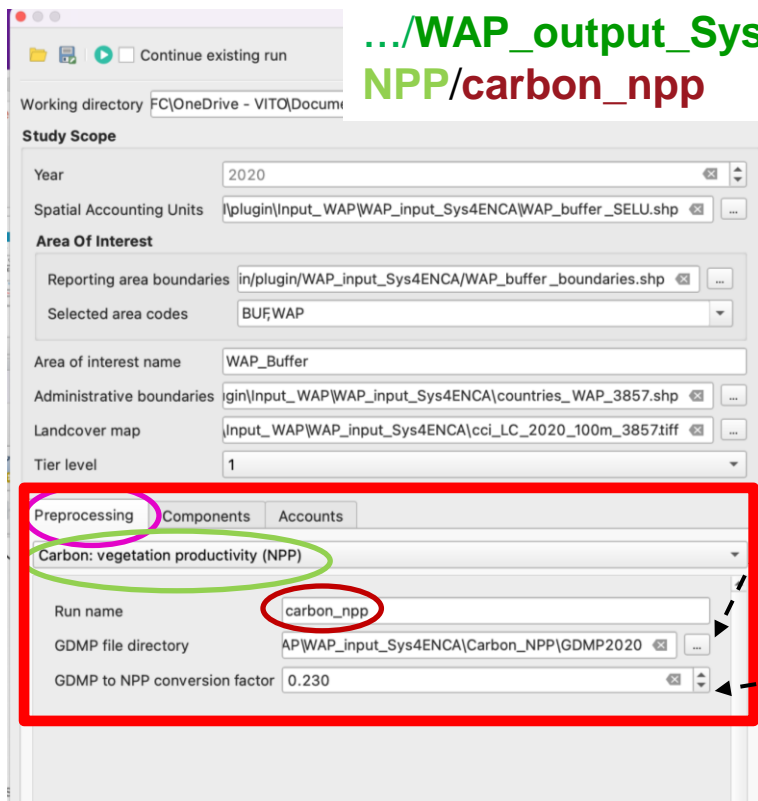 .../WAP_output_Sys
NPP/carbon_npp
Continue existing run
Working directory FC\OneDrive - VITO\Docume
Study Scope
Year 2020
Spatial Accounting Units \plugin\Input_WAP\WAP_input_Sys4ENCA\WAP_buffer_SELU.shp ...
Area Of Interest
Reporting area boundaries in/plugin/WAP_input_Sys4ENCA/WAP_buffer_boundaries.shp ...
Selected area codes BUF,WAP
Area of interest name WAP_Buffer
Administrative boundaries gin\Input_WAP\WAP_input_Sys4ENCA\countries_WAP_3857.shp ...
Landcover map \Input_WAP\WAP_input_Sys4ENCA\cci_LC_2020_100m_3857.tiff ...
Tier level 1
Preprocessing Components Accounts
Carbon: vegetation productivity (NPP)
Run name carbon_npp
GDMP file directory AP\WAP_input_Sys4ENCA\Carbon_NPP\GDMP2020 ...
GDMP to NPP conversion factor 0.230